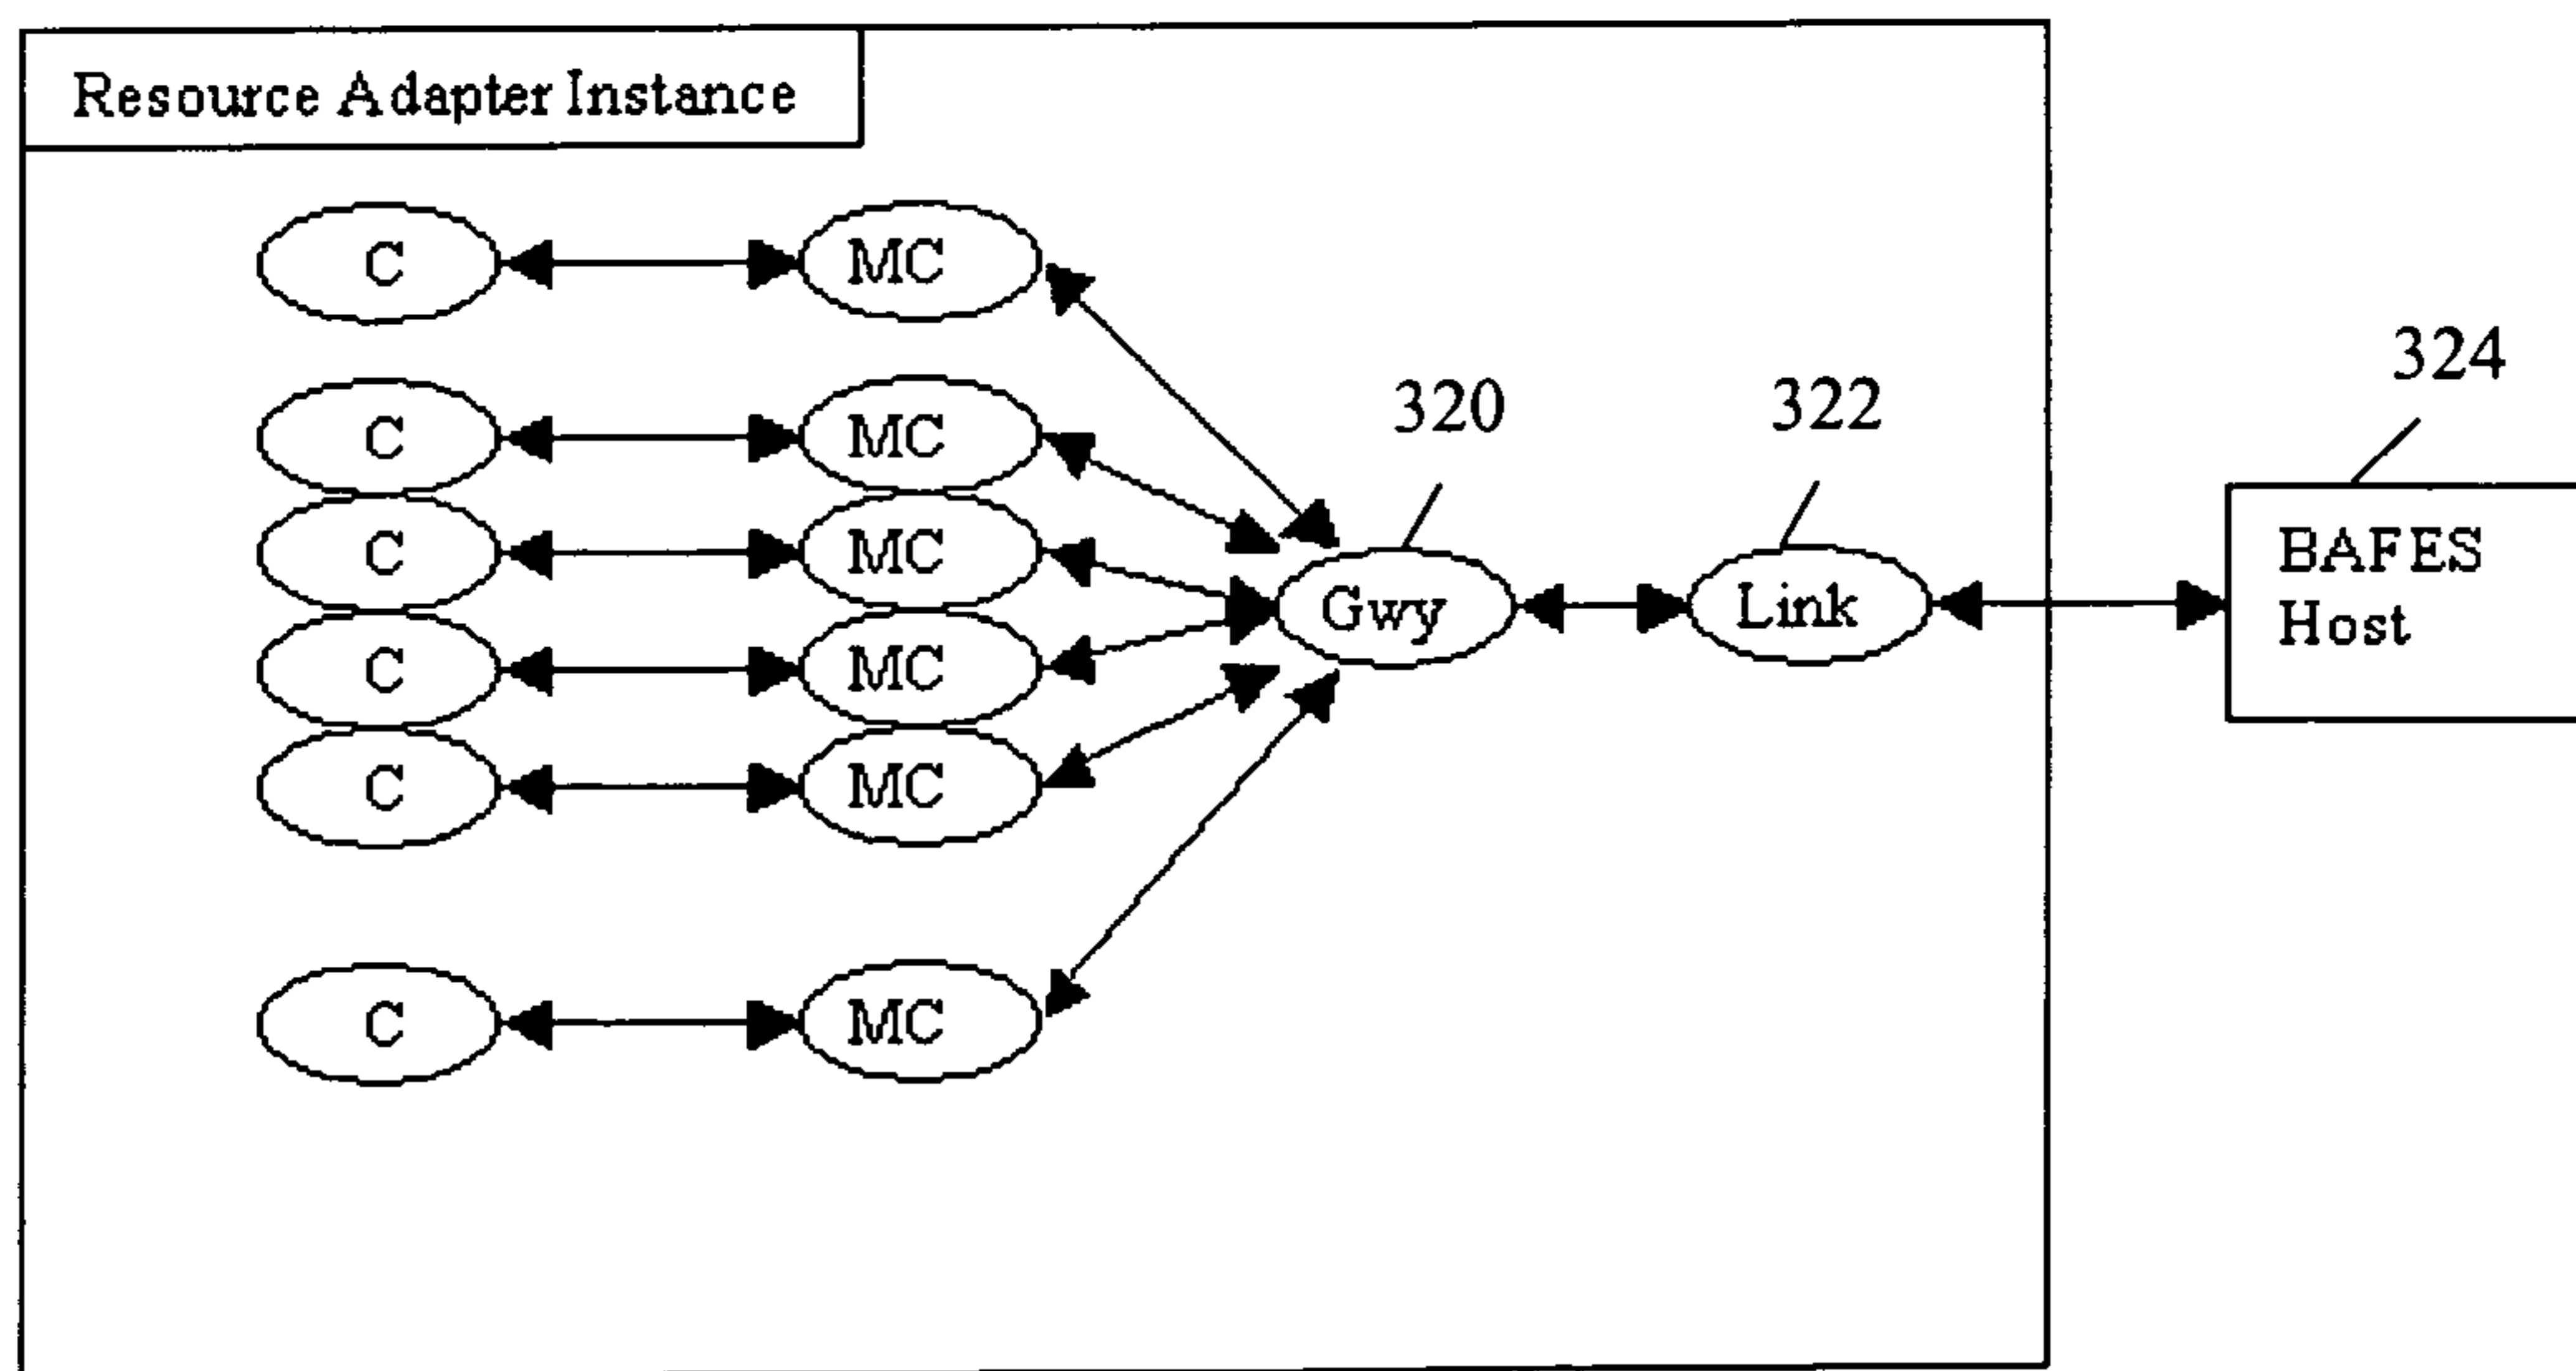 Resource Adapter Instance
C MC
324
C MC
320 322
C MC
BAFES
Host
Gwy Link
C MC
C MC
C MC